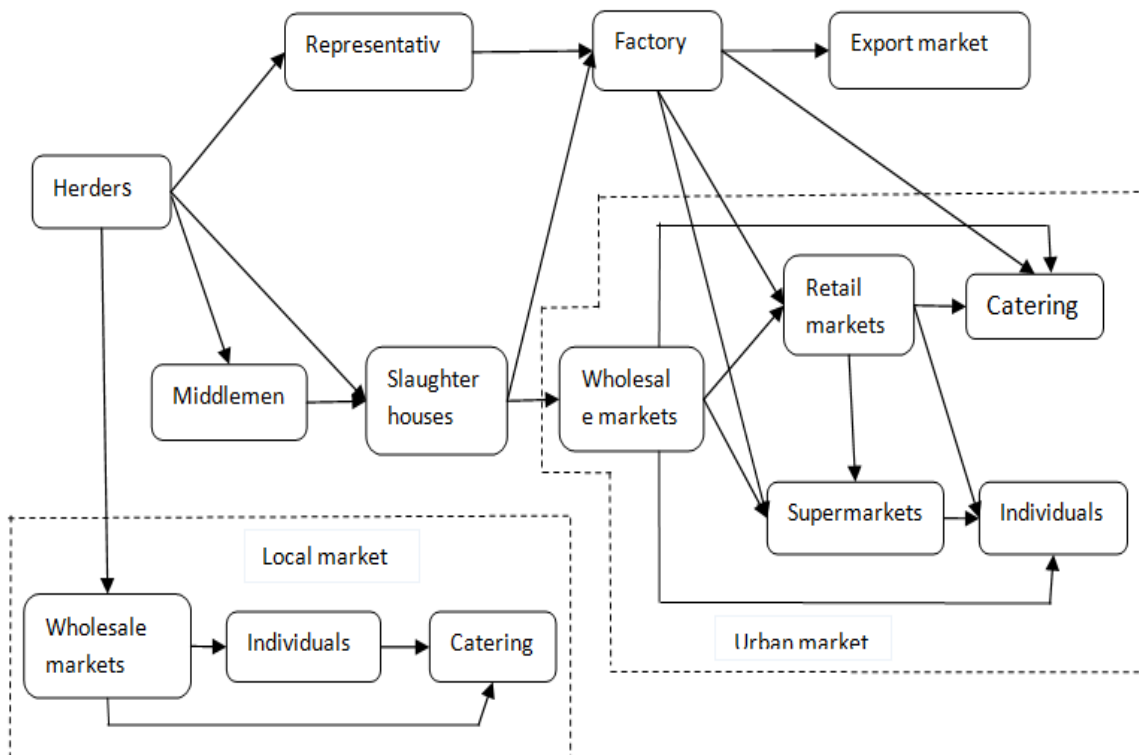 Representativ
Factory
Export market
Herders
Retail
markets
Catering
Middlemen
Slaughter
houses
Wholesal
e markets
Supermarkets
Individuals
Local market
Wholesale
markets
Individuals
Catering
Urban market